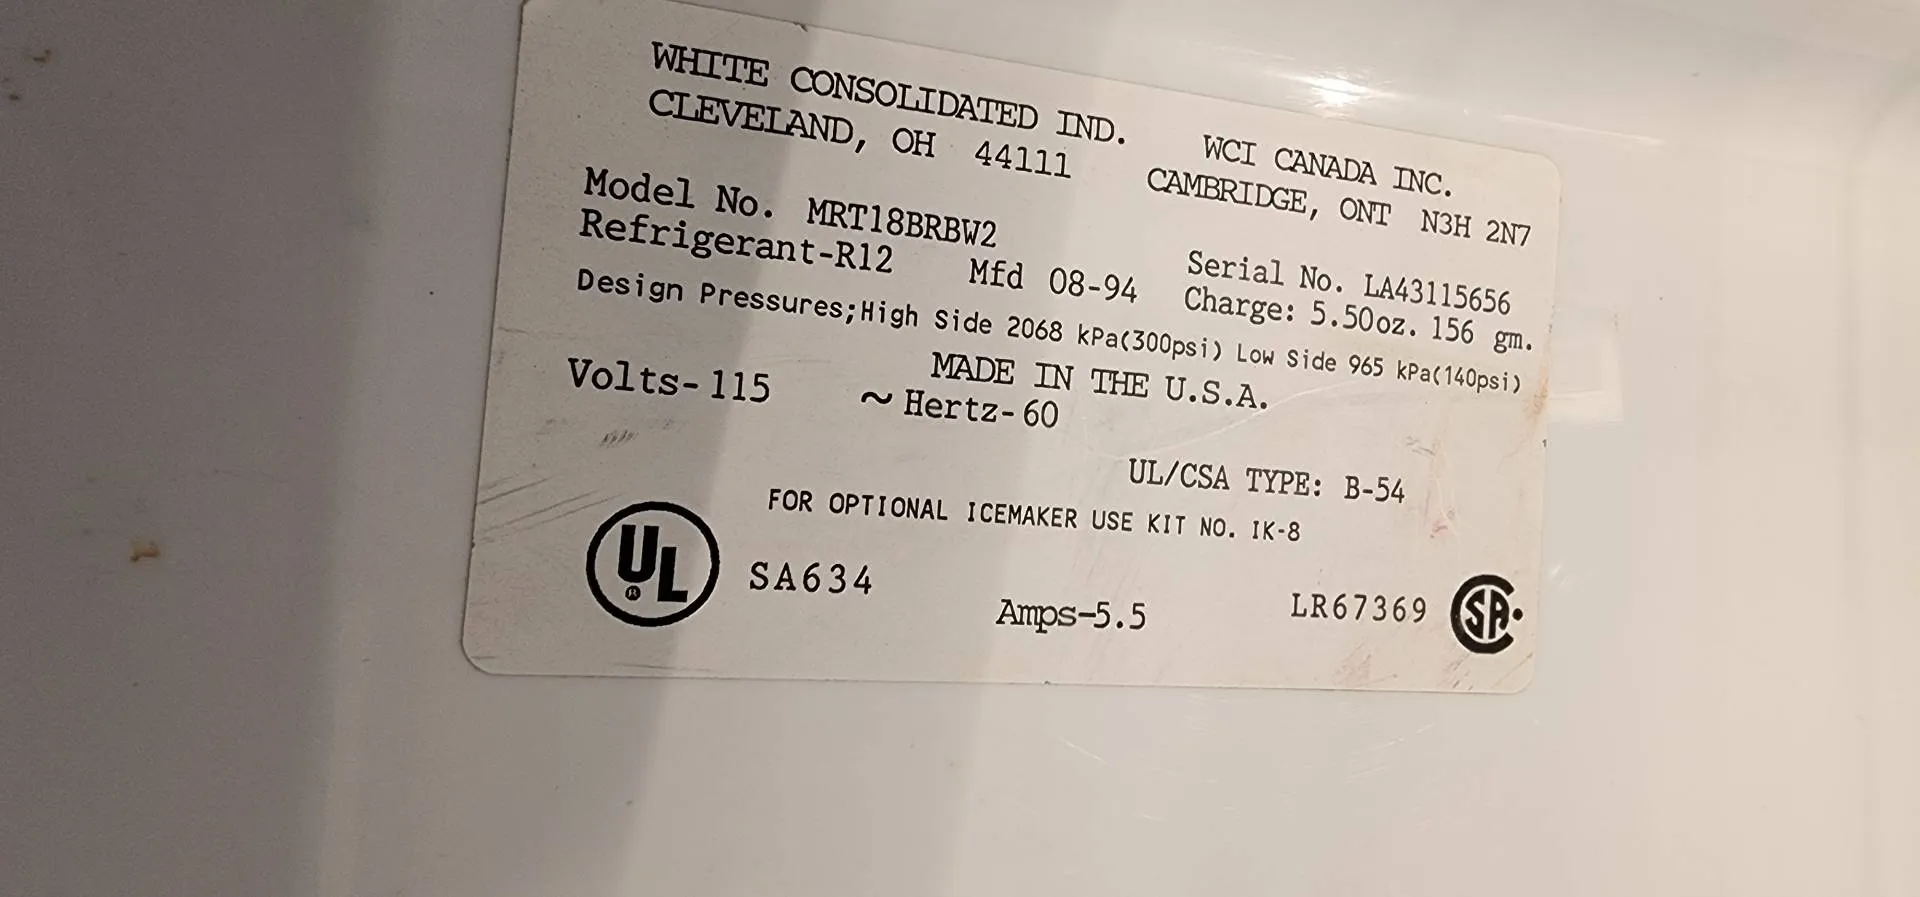 WHITE CONSOLIDATED IND. WCI CANADA INC.
CLEVELAND, OH 44111 CAMBRIDGE, ONT N3H 2N7
Model No. MRT18BRBW2 Serial No. LA43115656
Refrigerant-R12 Mfd 08-94 Charge: 5.50oz. 156 gm.
Design Pressures;High Side 2068 kPa(300psi) Low Side 965 kPa(140psi)
MADE IN THE U.S.A.
Volts-115 ~Hertz-60
UL/CSA TYPE: B-54
FOR OPTIONAL ICEMAKER USE KIT NO. IK-8
UL® SA634
Amps-5.5
LR67369 CSA